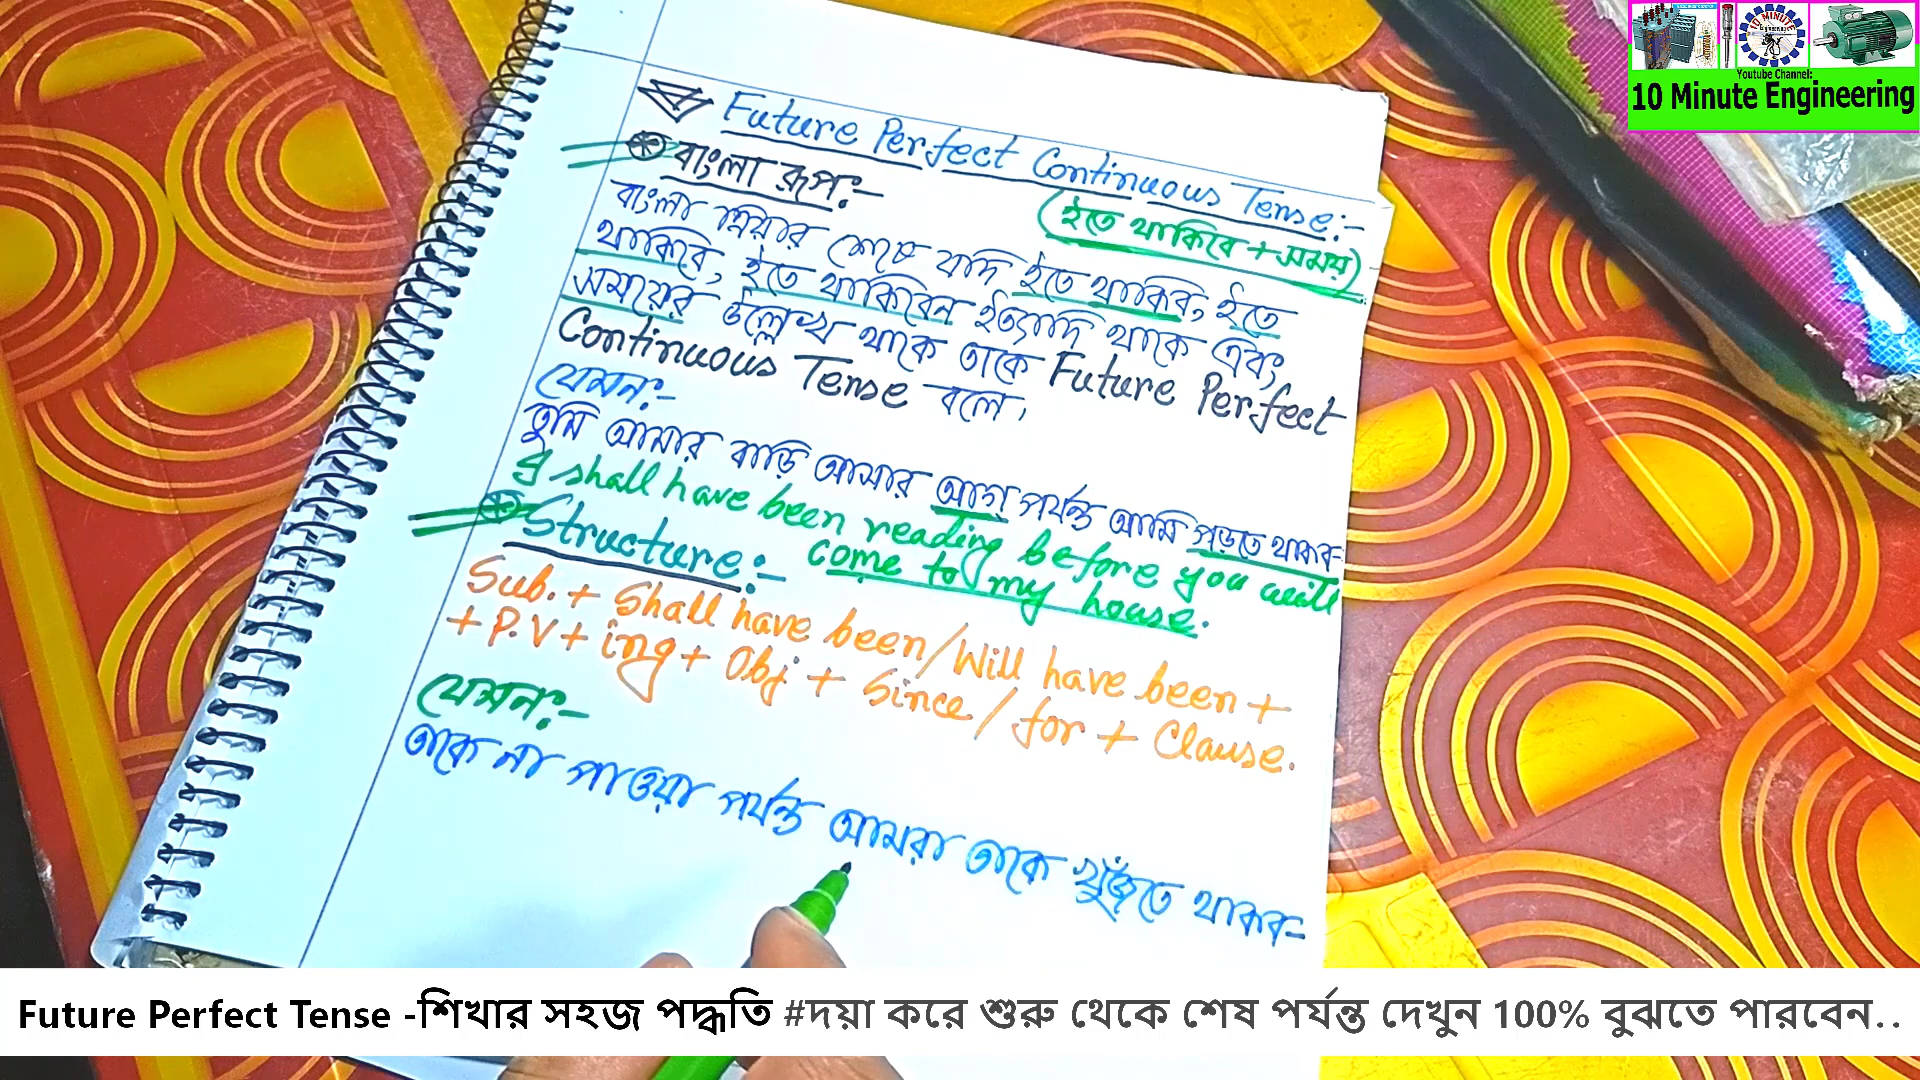 Youtube Channel:
10 Minute Engineering
Future Perfect Continuous Tense:-
বাংলা রূপ:-
(ইতে থাকিবে + সময়)
বাংলা ক্রিয়ার শেষে যদি ইতে থাকিব, ইতে
থাকিবে, ইতে থাকিবেন ইত্যাদি থাকে এবং
সময়ের উল্লেখ থাকে তাকে Future Perfect
Continuous Tense বলে,
যেমন:-
তুমি আমার বাড়ি আসার আগ পর্যন্ত আমি পড়তে থাকব-
shall have been reading before you will
come to my house.
Structure:-
Sub. + Shall have been/Will have been +
+ P.V + ing + Obj + Since / for + Clause.
যেমন:-
তাকে না পাওয়া পর্যন্ত আমরা তাকে খুঁজতে থাকব-
Future Perfect Tense -শিখার সহজ পদ্ধতি #দয়া করে শুরু থেকে শেষ পর্যন্ত দেখুন 100% বুঝতে পারবেন..